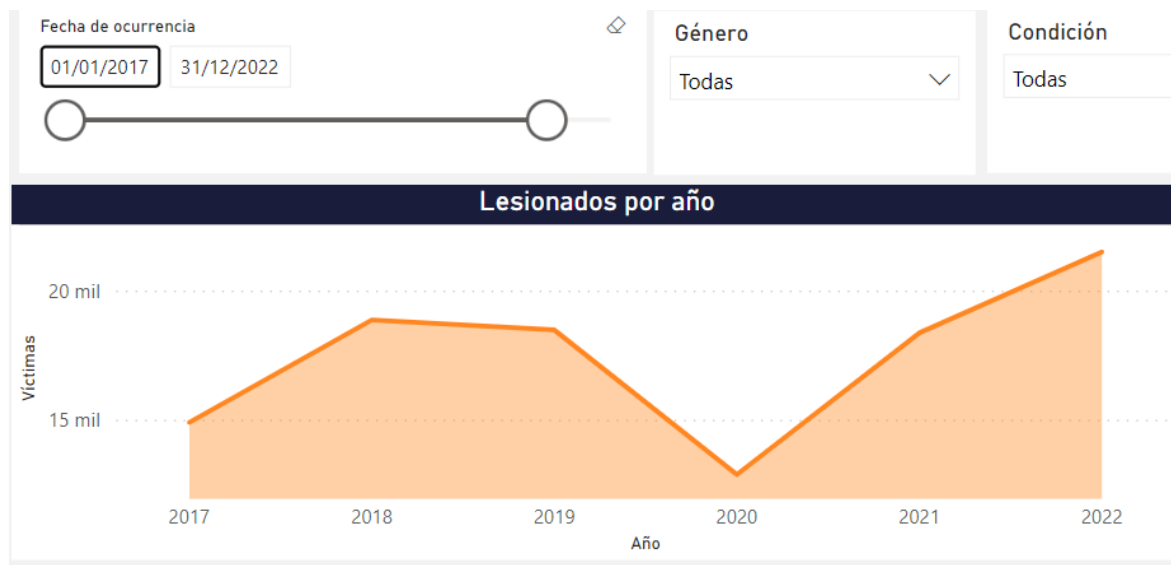 Fecha de ocurrencia
01/01/2017 31/12/2022
Género
Todas
Condición
Todas
Lesionados por año
20 mil
15 mil
Víctimas
2017 2018 2019 2020 2021 2022
Año